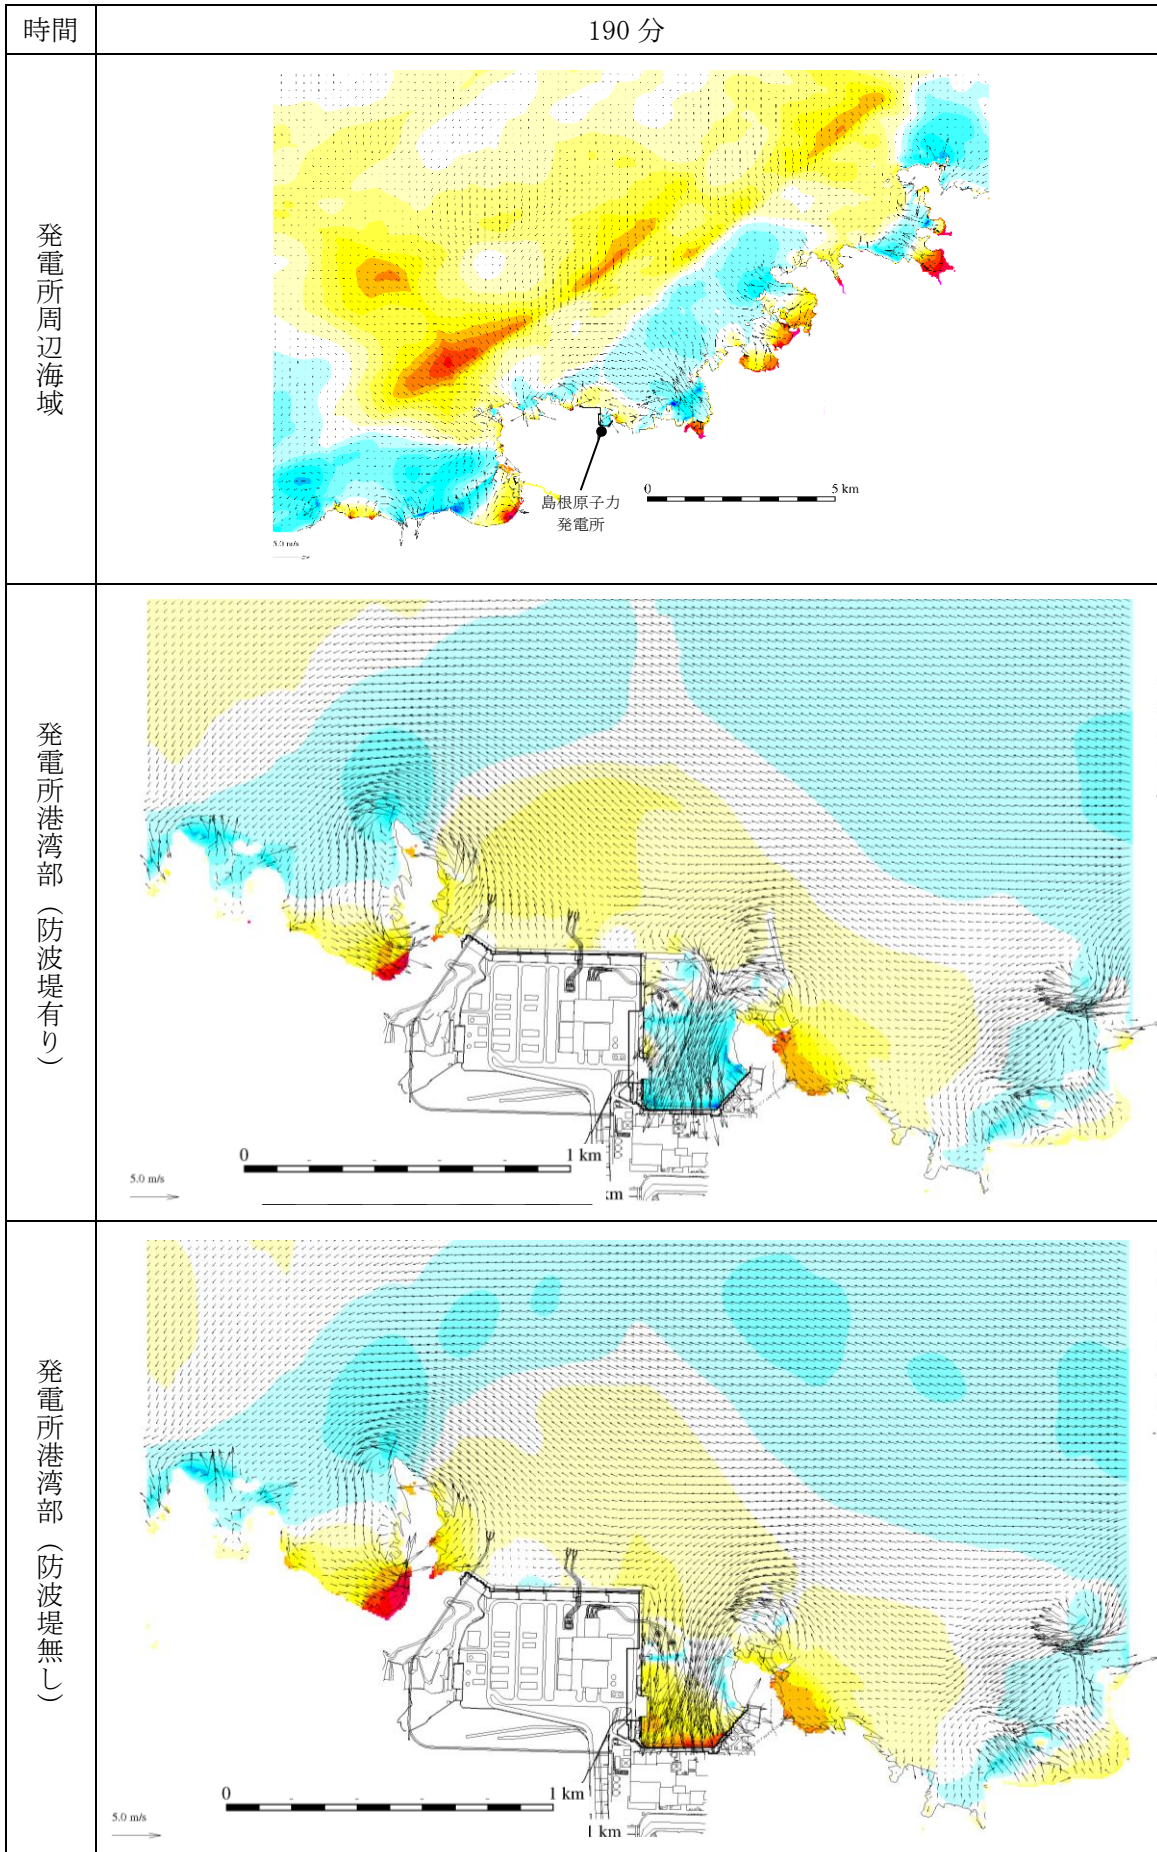 時間
190 分
発電所周辺海域
島根原子力
発電所
0
5 km
5.0 m/s
発電所港湾部（防波堤有り）
0
1 km
5.0 m/s
km
発電所港湾部（防波堤無し）
0
1 km
5.0 m/s
1 km